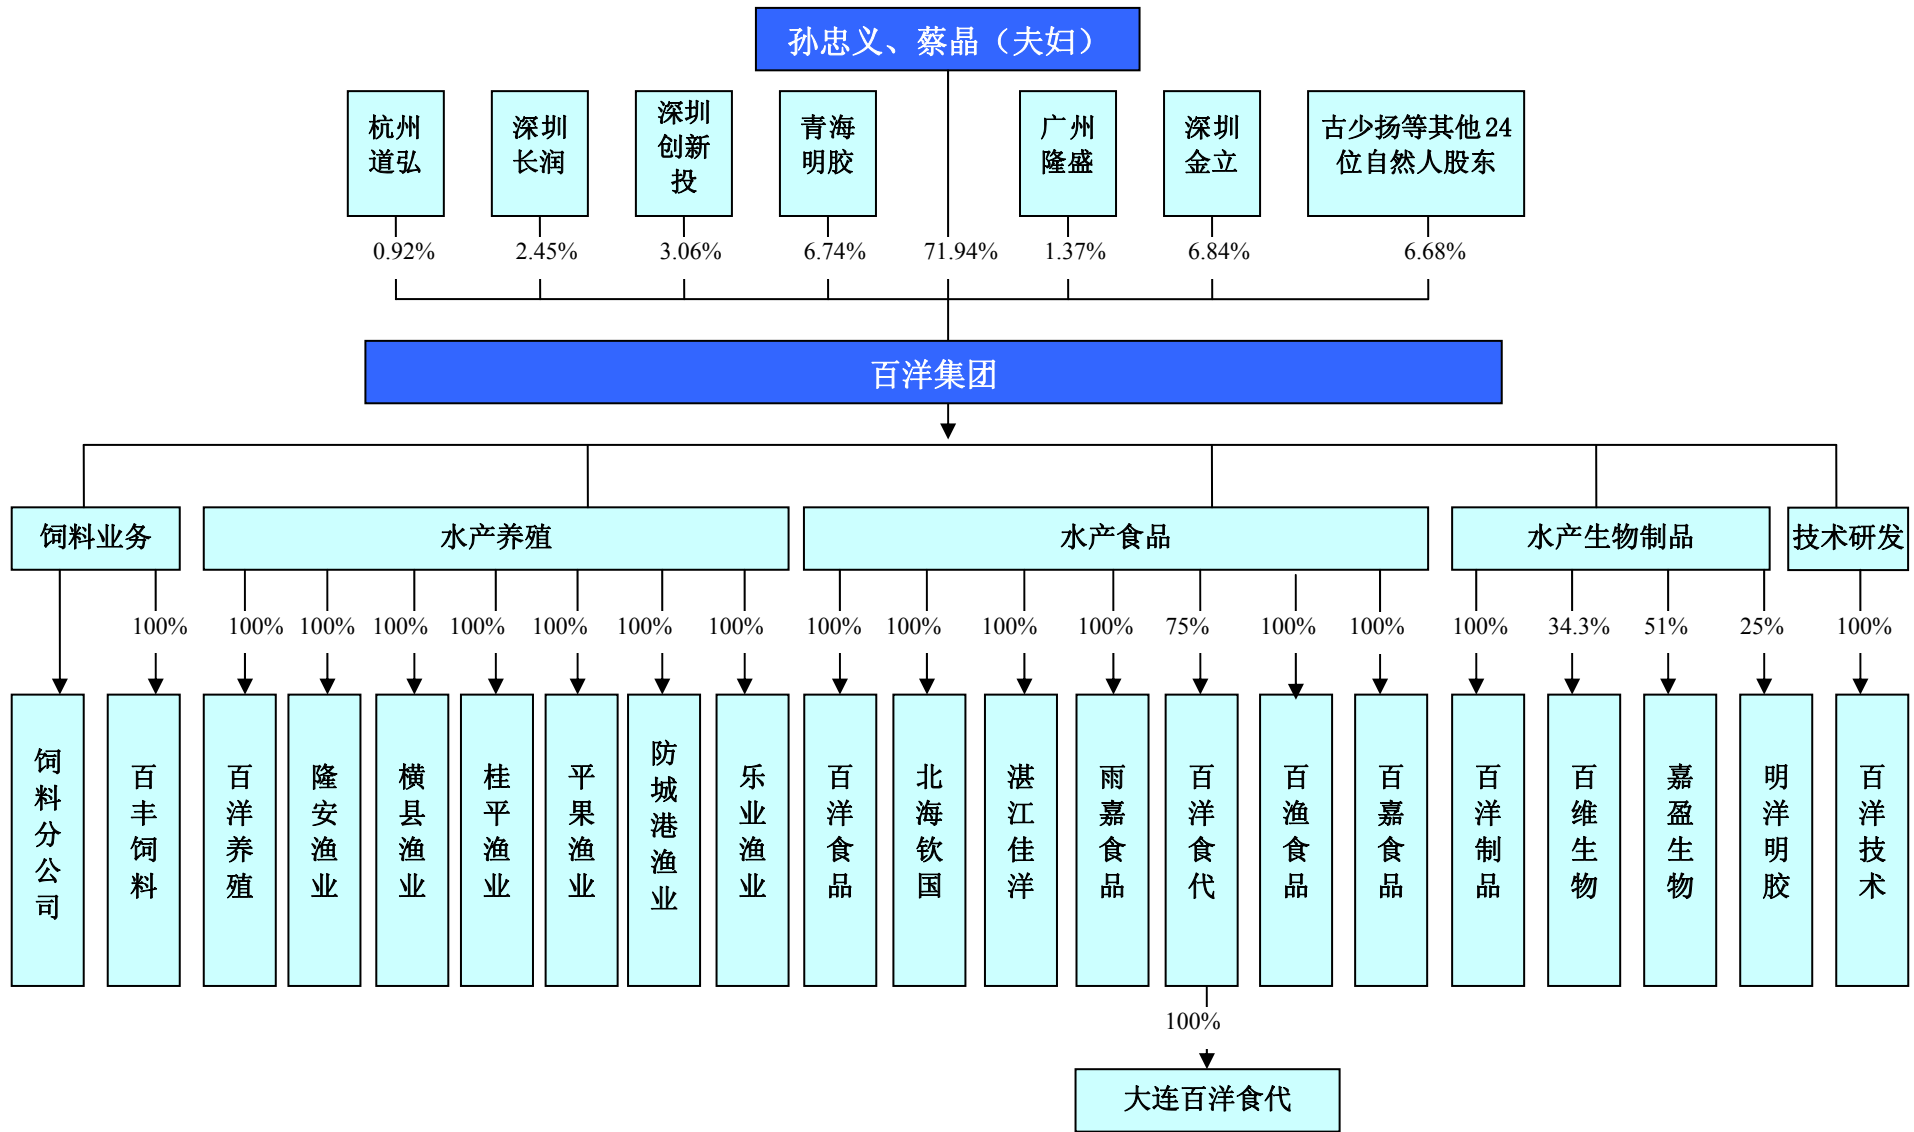 孙忠义、蔡晶（夫妇）
杭州
道弘
深圳
长润
深圳
创新
投
青海
明胶
广州
隆盛
深圳
金立
古少扬等其他24
位自然人股东
0.92%
2.45%
3.06%
6.74%
71.94%
1.37%
6.84%
6.68%
百洋集团
饲料业务
水产养殖
水产食品
水产生物制品
技术研发
100%
100%
100%
100%
100%
100%
100%
100%
100%
100%
100%
100%
75%
100%
100%
100%
34.3%
51%
25%
100%
饲料分公司
百丰饲料
百洋养殖
隆安渔业
横县渔业
桂平渔业
平果渔业
防城港渔业
乐业渔业
百洋食品
北海钦国
湛江佳洋
雨嘉食品
百洋食代
百渔食品
百嘉食品
百洋制品
百维生物
嘉盈生物
明洋明胶
百洋技术
100%
大连百洋食代